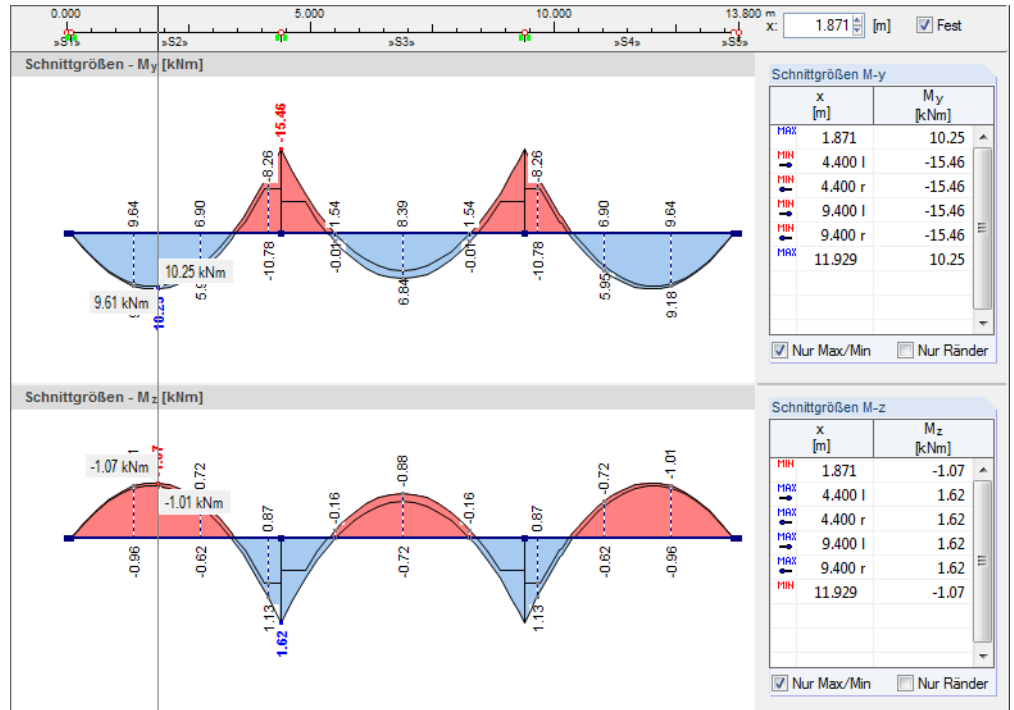 0.000 5.000 10.000 13.800 m
x: 1.871 [m] Fest
»S1» »S2» »S3» »S4» »S5»
Schnittgrößen - My [kNm]
-15.46
-8.26 -8.26
9.64 6.90 1.54 8.39 1.54 6.90 9.64
-10.78 -0.01 6.84 -0.01 -10.78 5.95 9.18
10.25 kNm
9.61 kNm
10.25
Schnittgrößen M-y
x My
[m] [kNm]
MAX 1.871 10.25
MIN 4.400 l -15.46
MIN 4.400 r -15.46
MIN 9.400 l -15.46
MIN 9.400 r -15.46
MAX 11.929 10.25
Nur Max/Min Nur Ränder
Schnittgrößen - Mz [kNm]
-1.07 kNm
-1.01 kNm
0.72 0.87 -0.16 -0.88 -0.16 0.87 -0.72 -1.01
-0.96 -0.62 1.13 -0.72 1.13 -0.62 -0.96
1.62
Schnittgrößen M-z
x Mz
[m] [kNm]
MIN 1.871 -1.07
MAX 4.400 l 1.62
MAX 4.400 r 1.62
MAX 9.400 l 1.62
MAX 9.400 r 1.62
MIN 11.929 -1.07
Nur Max/Min Nur Ränder